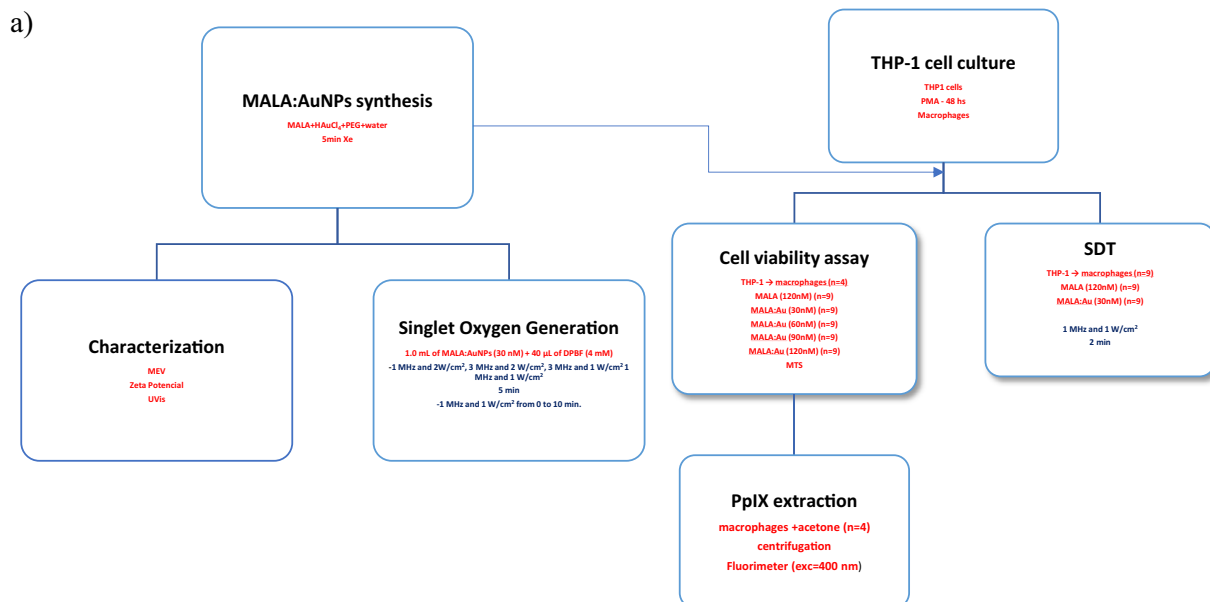 a)
MALA:AuNPs synthesis
MALA+HAuCl₄+PEG+water
5min Xe
THP-1 cell culture
THP1 cells
PMA - 48 hs
Macrophages
Characterization
MEV
Zeta Potencial
UVis
Singlet Oxygen Generation
1.0 mL of MALA:AuNPs (30 nM) + 40 µL of DPBF (4 mM)
-1 MHz and 2W/cm², 3 MHz and 2 W/cm², 3 MHz and 1 W/cm² 1
MHz and 1 W/cm²
5 min
-1 MHz and 1 W/cm² from 0 to 10 min.
Cell viability assay
THP-1 → macrophages (n=4)
MALA (120nM) (n=9)
MALA:Au (30nM) (n=9)
MALA:Au (60nM) (n=9)
MALA:Au (90nM) (n=9)
MALA:Au (120nM) (n=9)
MTS
SDT
THP-1 → macrophages (n=9)
MALA (120nM) (n=9)
MALA:Au (30nM) (n=9)
1 MHz and 1 W/cm²
2 min
PpIX extraction
macrophages +acetone (n=4)
centrifugation
Fluorimeter (exc=400 nm)